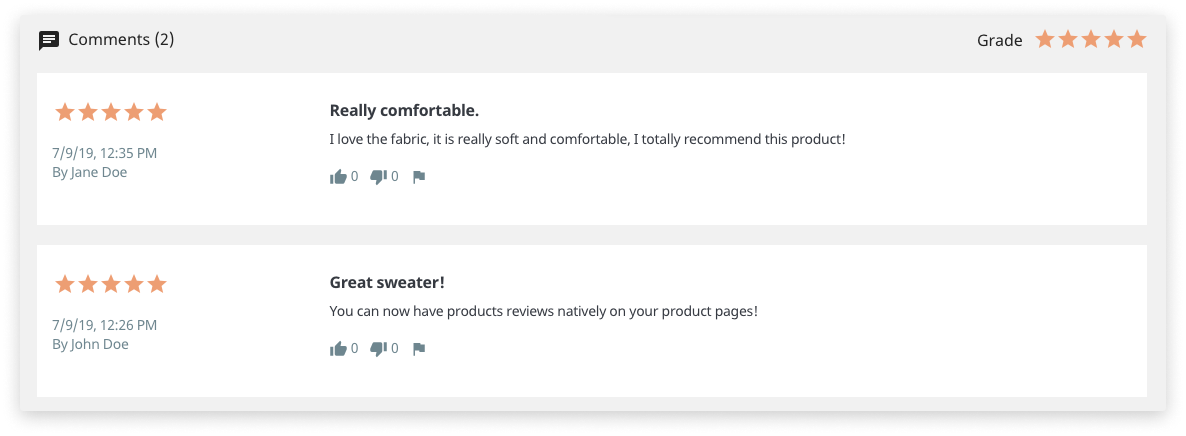 Comments (2)
Grade
Really comfortable.
I love the fabric, it is really soft and comfortable, I totally recommend this product!
7/9/19, 12:35 PM
By Jane Doe
0 0
Great sweater!
You can now have products reviews natively on your product pages!
7/9/19, 12:26 PM
By John Doe
0 0